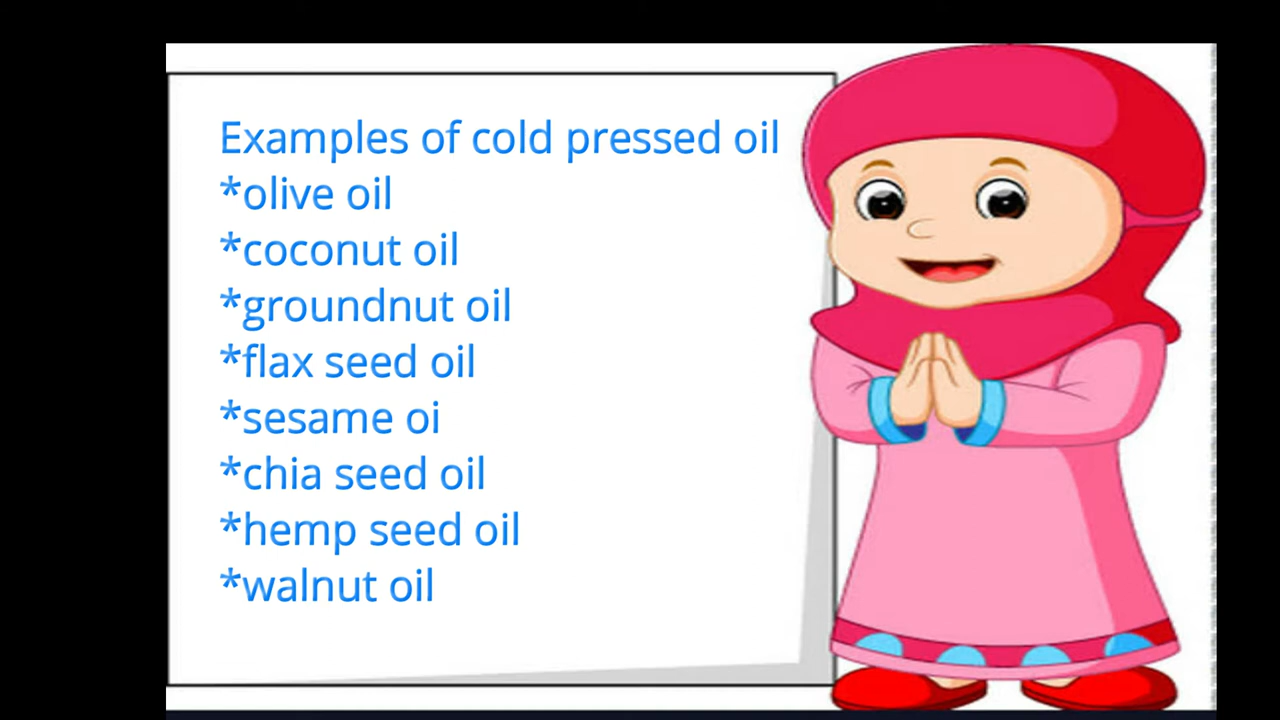 Examples of cold pressed oil
*olive oil
*coconut oil
*groundnut oil
*flax seed oil
*sesame oi
*chia seed oil
*hemp seed oil
*walnut oil